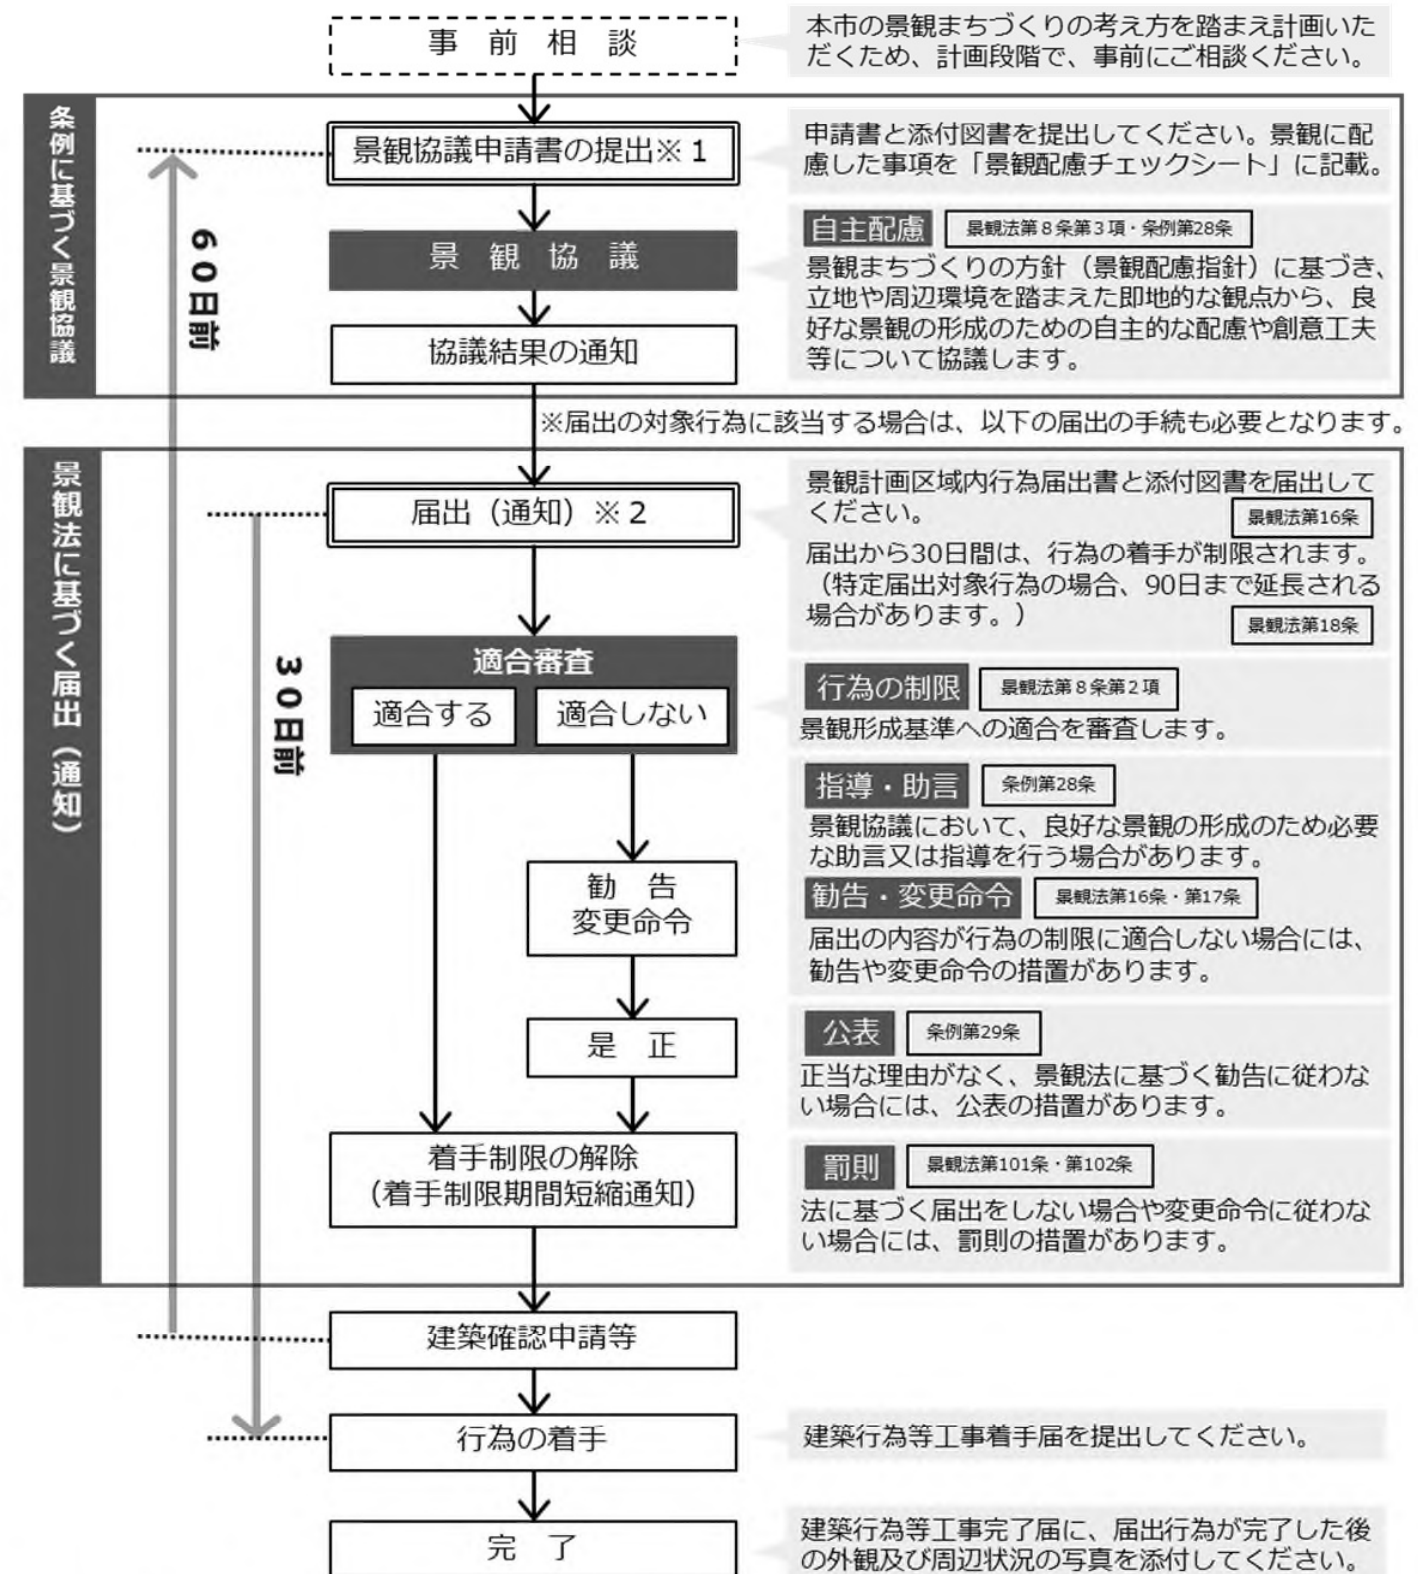 事前相談
本市の景観まちづくりの考え方を踏まえ計画いた
だくため、計画段階で、事前にご相談ください。
条例に基づく景観協議
景観協議申請書の提出※１
申請書と添付図書を提出してください。景観に配
慮した事項を「景観配慮チェックシート」に記載。
60日前
景観協議
自主配慮
景観法第８条第３項・条例第28条
景観まちづくりの方針（景観配慮指針）に基づき、
立地や周辺環境を踏まえた即地的な観点から、良
好な景観の形成のための自主的な配慮や創意工夫
等について協議します。
協議結果の通知
※届出の対象行為に該当する場合は、以下の届出の手続も必要となります。
景観法に基づく届出（通知）
届出（通知）※２
景観計画区域内行為届出書と添付図書を届出して
ください。
景観法第16条
届出から30日間は、行為の着手が制限されます。
（特定届出対象行為の場合、90日まで延長される
場合があります。）
景観法第18条
30日前
適合審査
適合する
適合しない
行為の制限
景観法第８条第２項
景観形成基準への適合を審査します。
指導・助言
条例第28条
景観協議において、良好な景観の形成のため必要
な助言又は指導を行う場合があります。
勧告
変更命令
勧告・変更命令
景観法第16条・第17条
届出の内容が行為の制限に適合しない場合には、
勧告や変更命令の措置があります。
是正
公表
条例第29条
正当な理由がなく、景観法に基づく勧告に従わな
い場合には、公表の措置があります。
着手制限の解除
（着手制限期間短縮通知）
罰則
景観法第101条・第102条
法に基づく届出をしない場合や変更命令に従わな
い場合には、罰則の措置があります。
建築確認申請等
行為の着手
建築行為等工事着手届を提出してください。
完了
建築行為等工事完了届に、届出行為が完了した後
の外観及び周辺状況の写真を添付してください。